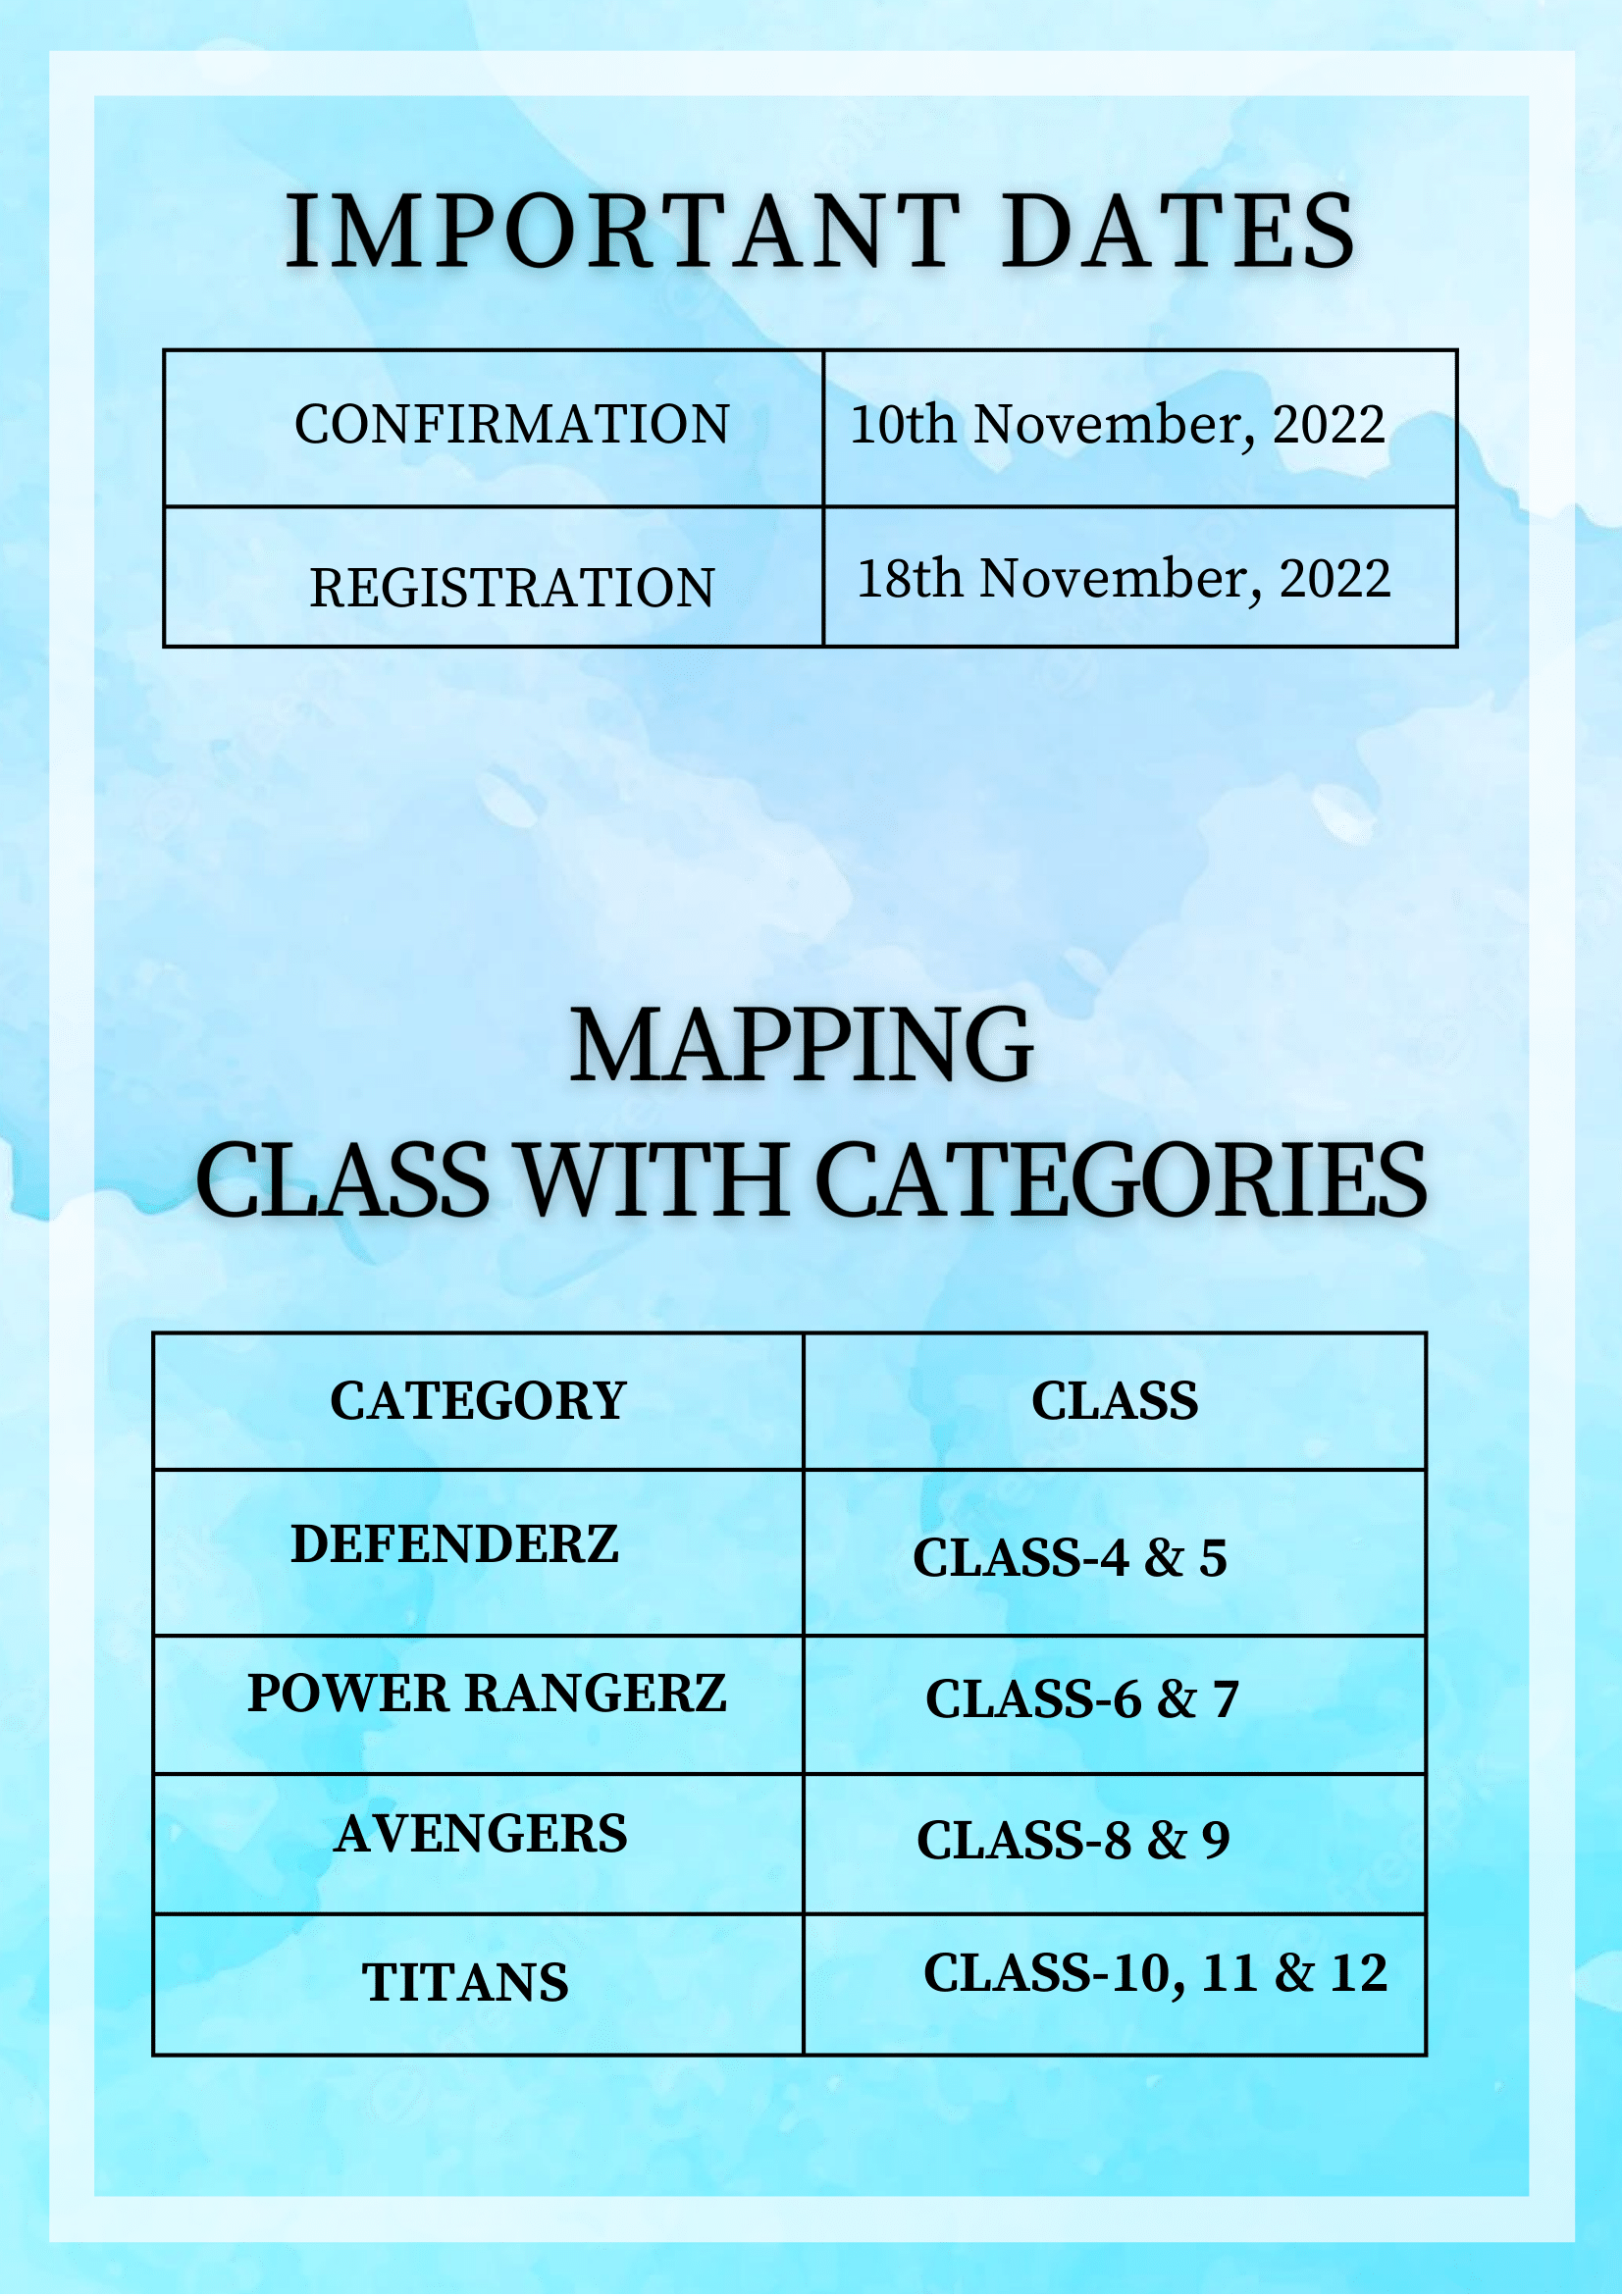 IMPORTANT DATES
CONFIRMATION 10th November, 2022
REGISTRATION 18th November, 2022
MAPPING
CLASS WITH CATEGORIES
CATEGORY CLASS
DEFENDERZ CLASS-4 & 5
POWER RANGERZ CLASS-6 & 7
AVENGERS CLASS-8 & 9
TITANS CLASS-10, 11 & 12